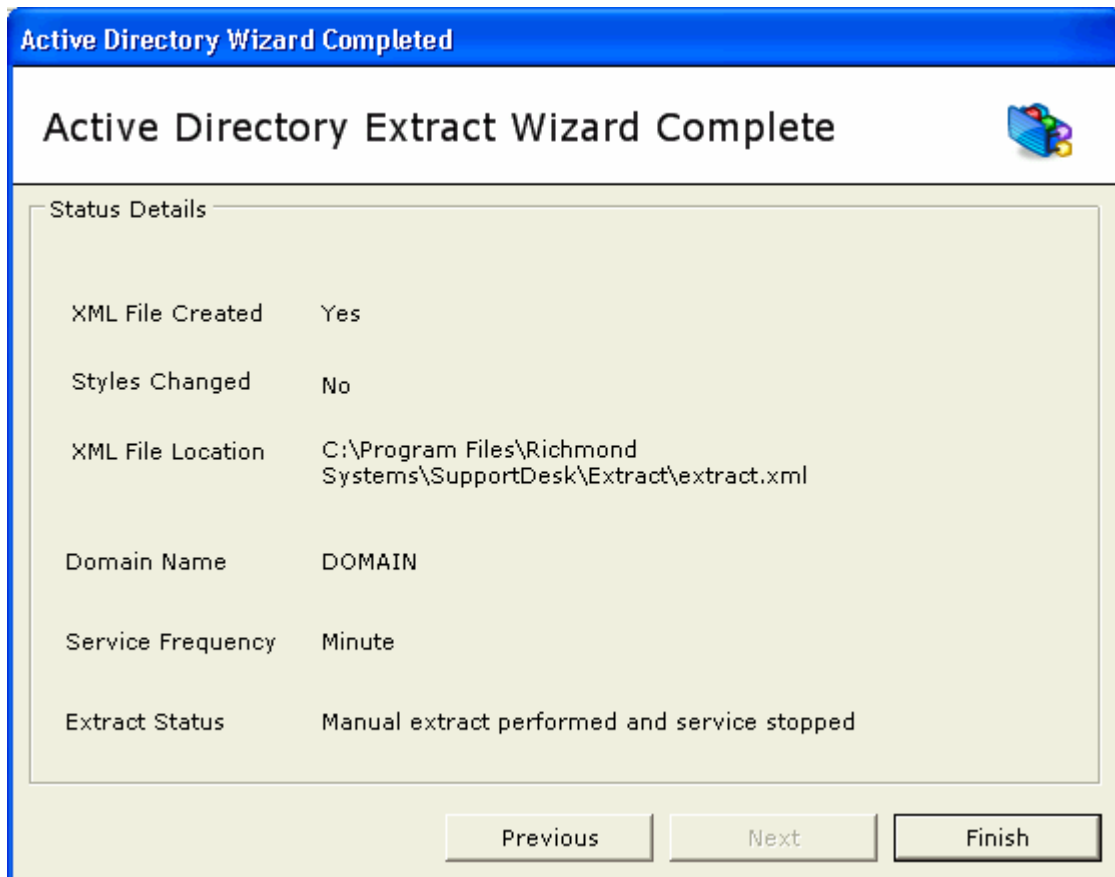 Active Directory Wizard Completed
Active Directory Extract Wizard Complete
Status Details
XML File Created Yes
Styles Changed No
XML File Location C:\Program Files\Richmond
Systems\SupportDesk\Extract\extract.xml
Domain Name DOMAIN
Service Frequency Minute
Extract Status Manual extract performed and service stopped
Previous Next Finish